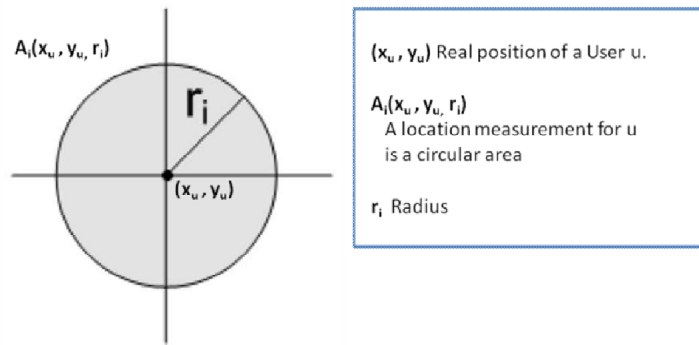 Aᵢ(xᵤ, yᵤ, rᵢ)
rᵢ
(xᵤ, yᵤ)
(xᵤ, yᵤ) Real position of a User u.
Aᵢ(xᵤ, yᵤ, rᵢ)
A location measurement for u
is a circular area
rᵢ Radius